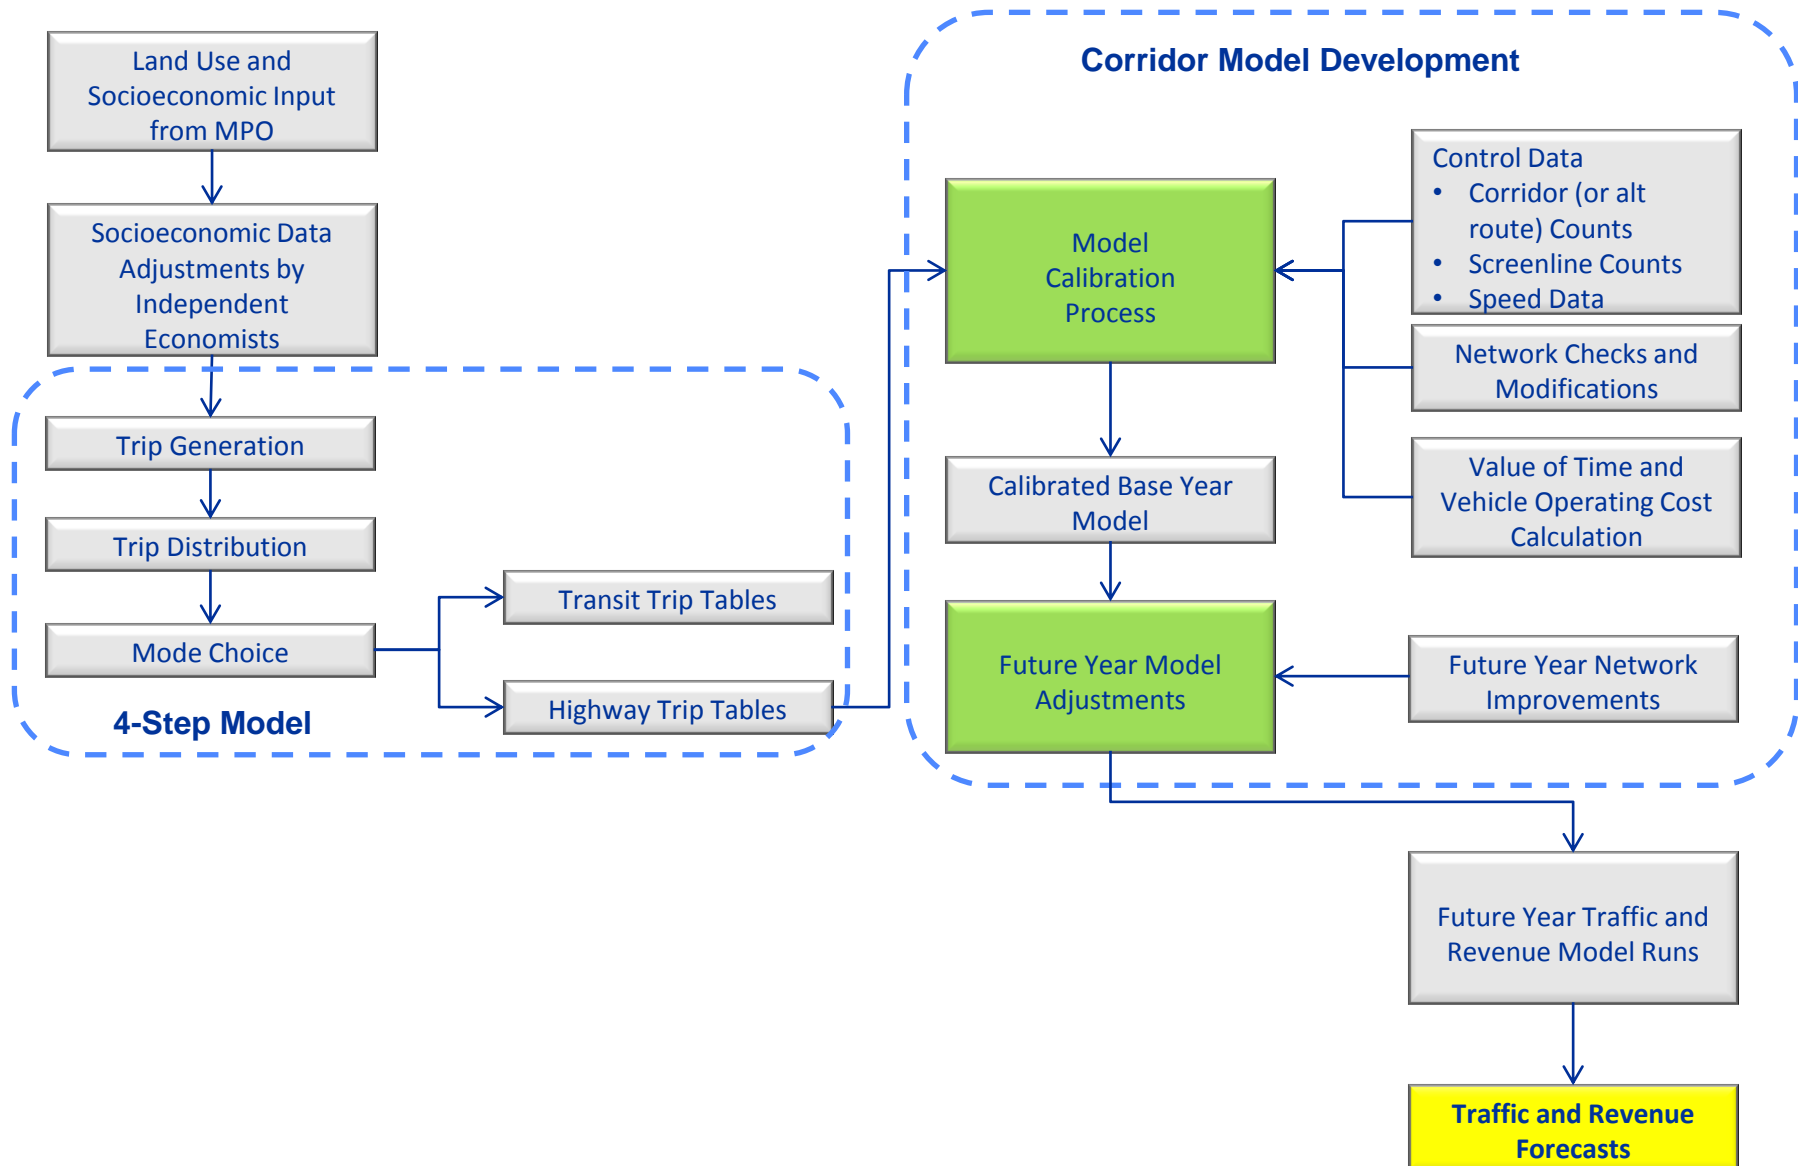 Land Use and
Socioeconomic Input
from MPO
Socioeconomic Data
Adjustments by
Independent
Economists
Trip Generation
Trip Distribution
Mode Choice
4-Step Model
Transit Trip Tables
Highway Trip Tables
Corridor Model Development
Model
Calibration
Process
Calibrated Base Year
Model
Future Year Model
Adjustments
Control Data
• Corridor (or alt
route) Counts
• Screenline Counts
• Speed Data
Network Checks and
Modifications
Value of Time and
Vehicle Operating Cost
Calculation
Future Year Network
Improvements
Future Year Traffic and
Revenue Model Runs
Traffic and Revenue
Forecasts